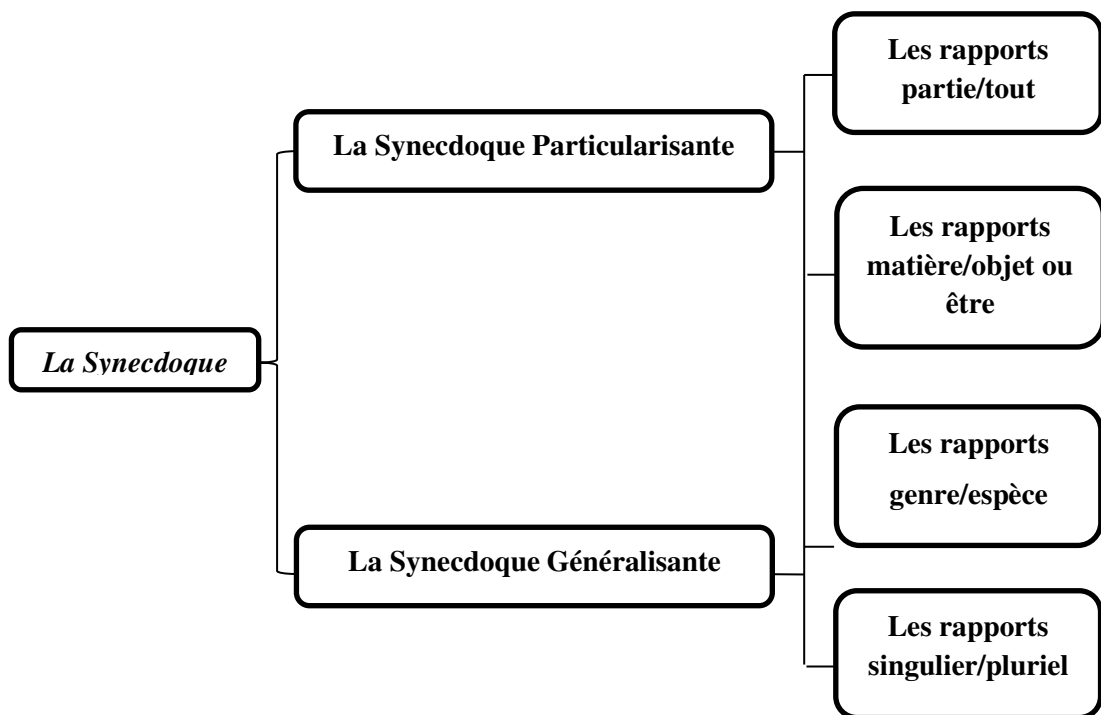 Les rapports
partie/tout
La Synecdoque Particularisante
Les rapports
matière/objet ou
être
La Synecdoque
Les rapports
genre/espèce
La Synecdoque Généralisante
Les rapports
singulier/pluriel